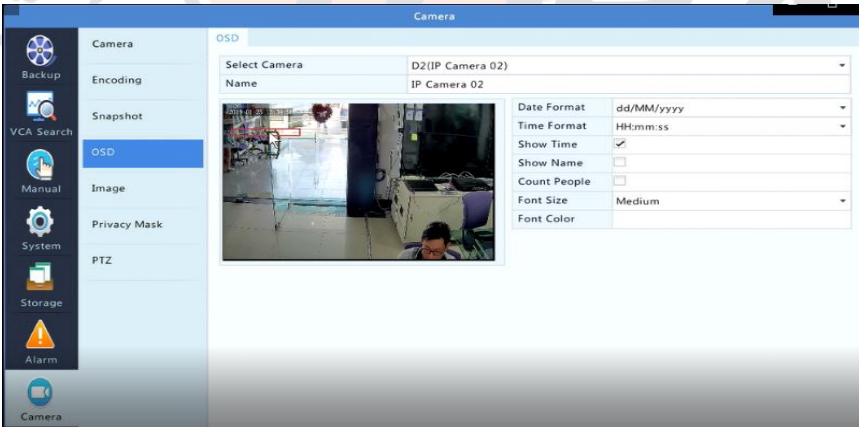 Camera
Backup
VCA Search
Manual
System
Storage
Alarm
Camera
Camera
Encoding
Snapshot
OSD
Image
Privacy Mask
PTZ
OSD
Select Camera D2(IP Camera 02)
Name IP Camera 02
Date Format dd/MM/yyyy
Time Format HH:mm:ss
Show Time
Show Name
Count People
Font Size Medium
Font Color